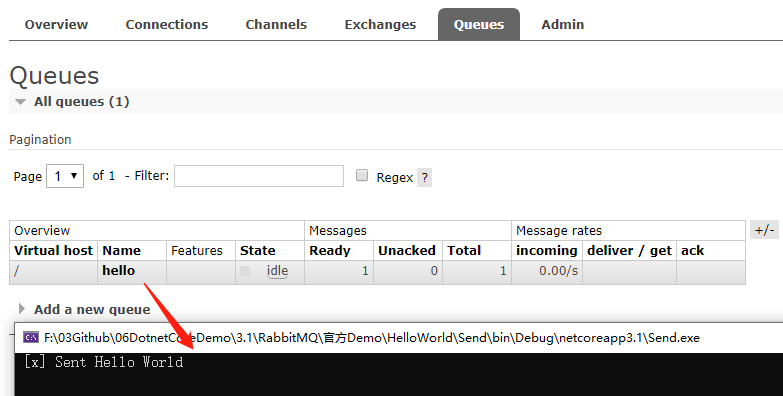 Overview Connections Channels Exchanges Queues Admin
Queues
All queues (1)
Pagination
Page 1 of 1 - Filter: Regex ?
Overview Messages Message rates +/-
Virtual host Name Features State Ready Unacked Total incoming deliver / get ack
/ hello idle 1 0 1 0.00/s
Add a new queue
F:\03Github\06DotnetCoreDemo\3.1\RabbitMQ\官方Demo\HelloWorld\Send\bin\Debug\netcoreapp3.1\Send.exe
[x] Sent Hello World